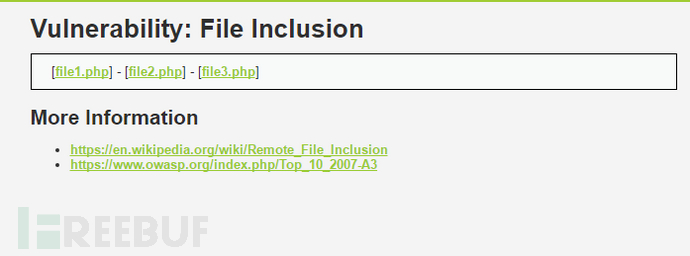 Vulnerability: File Inclusion
[file1.php] - [file2.php] - [file3.php]
More Information
• https://en.wikipedia.org/wiki/Remote_File_Inclusion
• https://www.owasp.org/index.php/Top_10_2007-A3
FREEBUF